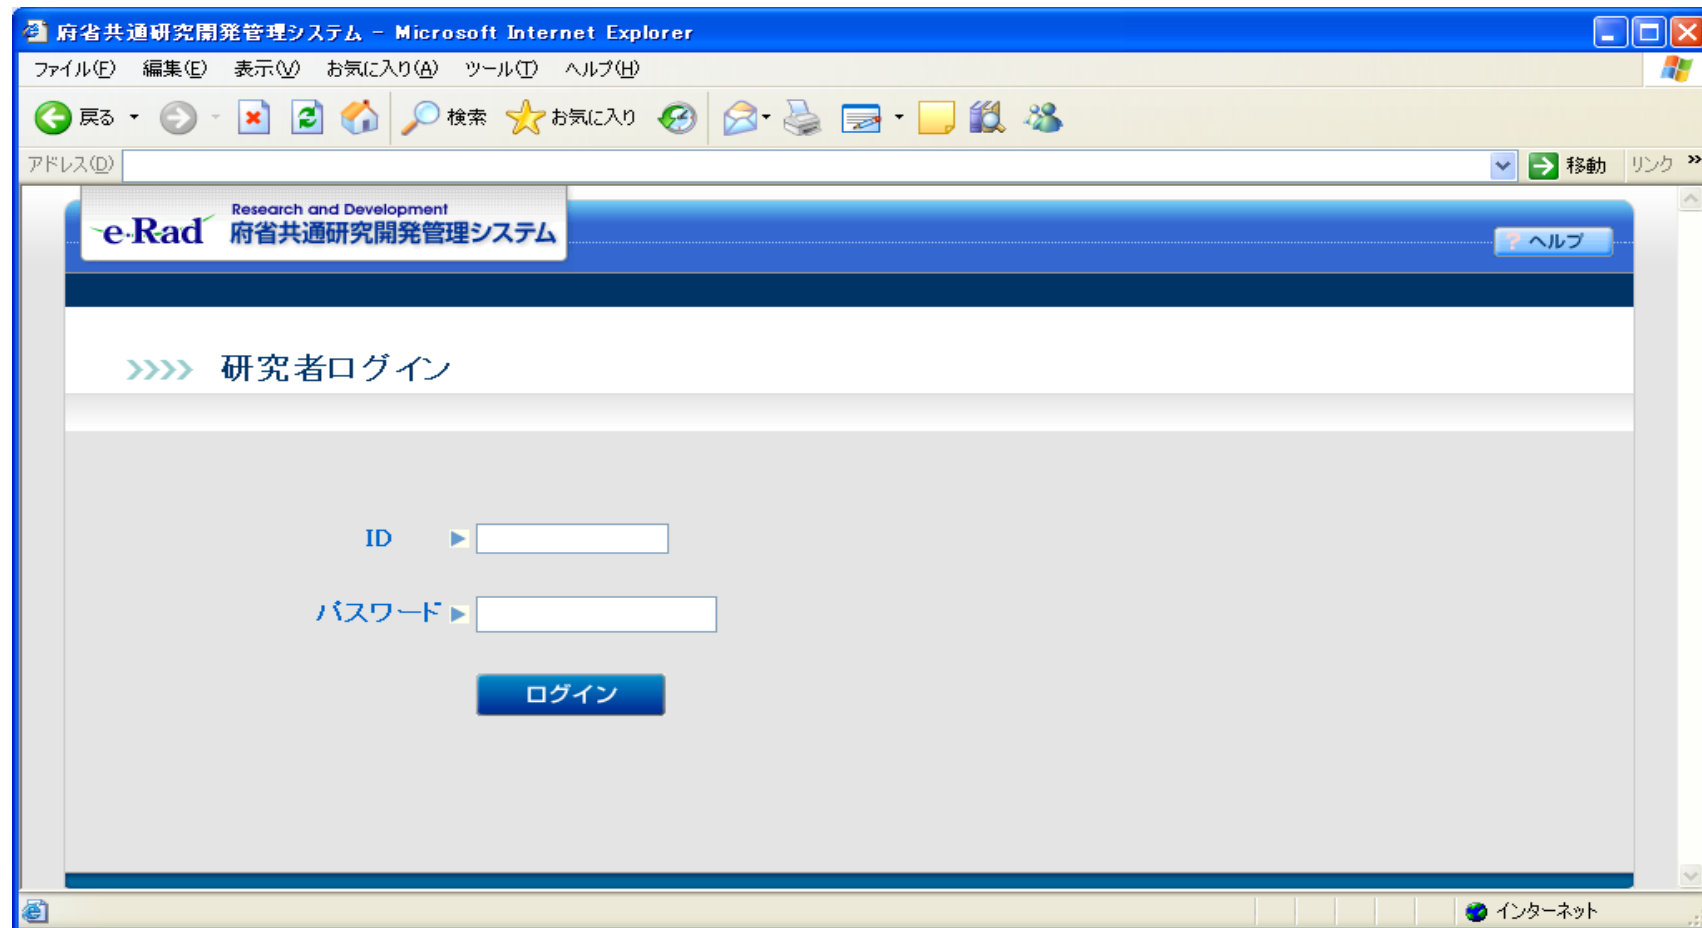 府省共通研究開発管理システム - Microsoft Internet Explorer
ファイル(F) 編集(E) 表示(V) お気に入り(A) ツール(T) ヘルプ(H)
戻る 検索 お気に入り
アドレス(D) 移動 リンク »
Research and Development
e-Rad 府省共通研究開発管理システム
? ヘルプ
>>>> 研究者ログイン
ID
パスワード
ログイン
インターネット